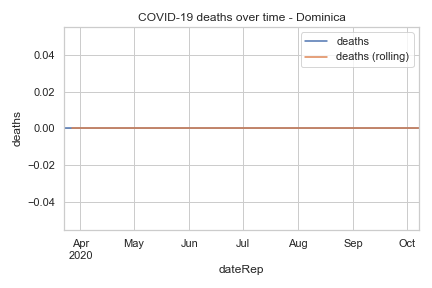 COVID-19 deaths over time - Dominica
deaths
deaths (rolling)
0.04
0.02
0.00
−0.02
−0.04
deaths
Apr
2020
May
Jun
Jul
Aug
Sep
Oct
dateRep